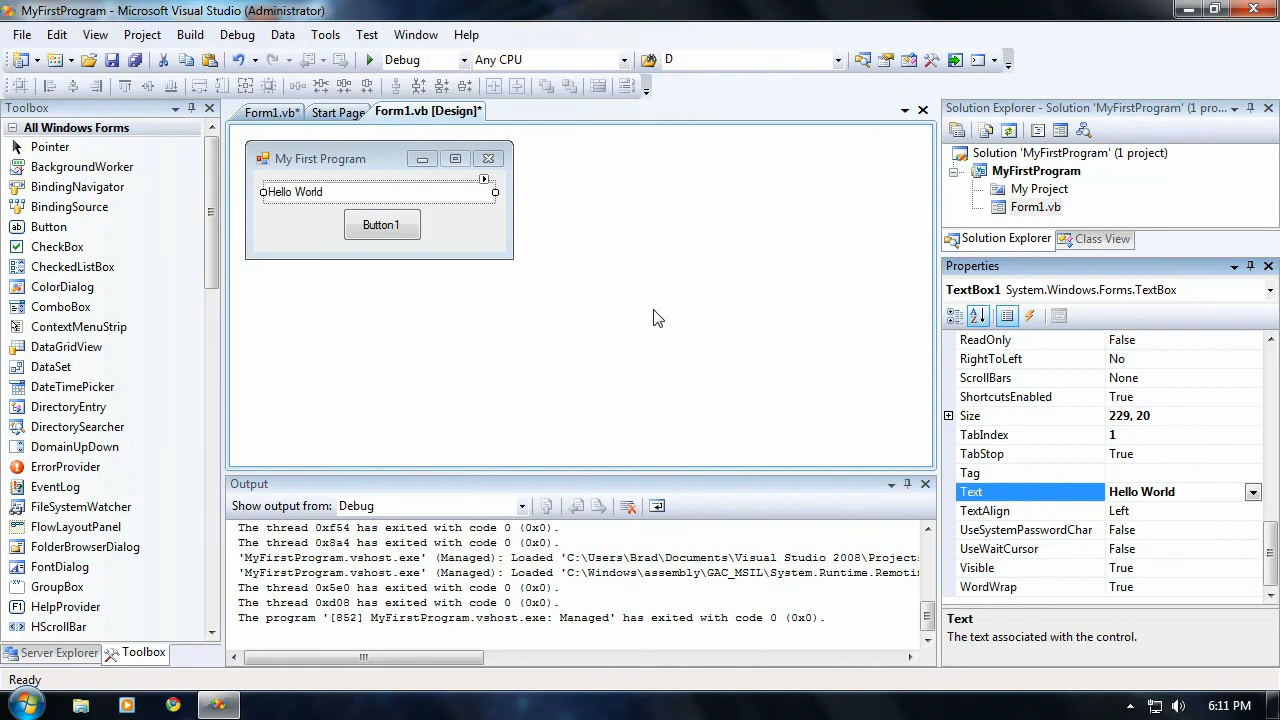 MyFirstProgram - Microsoft Visual Studio (Administrator)
File Edit View Project Build Debug Data Tools Test Window Help
Debug Any CPU D
Toolbox
All Windows Forms
Pointer
BackgroundWorker
BindingNavigator
BindingSource
Button
CheckBox
CheckedListBox
ColorDialog
ComboBox
ContextMenuStrip
DataGridView
DataSet
DateTimePicker
DirectoryEntry
DirectorySearcher
DomainUpDown
ErrorProvider
EventLog
FileSystemWatcher
FlowLayoutPanel
FolderBrowserDialog
FontDialog
GroupBox
HelpProvider
HScrollBar
Server Explorer Toolbox
Form1.vb* Start Page Form1.vb [Design]*
My First Program
Hello World
Button1
Output
Show output from: Debug
The thread 0xf54 has exited with code 0 (0x0).
The thread 0x8a4 has exited with code 0 (0x0).
'MyFirstProgram.vshost.exe' (Managed): Loaded 'C:\Users\Brad\Documents\Visual Studio 2008\Project
'MyFirstProgram.vshost.exe' (Managed): Loaded 'C:\Windows\assembly\GAC_MSIL\System.Runtime.Remotin
The thread 0x5e0 has exited with code 0 (0x0).
The thread 0xd08 has exited with code 0 (0x0).
The program '[852] MyFirstProgram.vshost.exe: Managed' has exited with code 0 (0x0).
Solution Explorer - Solution 'MyFirstProgram' (1 pro...
Solution 'MyFirstProgram' (1 project)
MyFirstProgram
My Project
Form1.vb
Solution Explorer Class View
Properties
TextBox1 System.Windows.Forms.TextBox
ReadOnly False
RightToLeft No
ScrollBars None
ShortcutsEnabled True
Size 229, 20
TabIndex 1
TabStop True
Tag
Text Hello World
TextAlign Left
UseSystemPasswordChar False
UseWaitCursor False
Visible True
WordWrap True
Text
The text associated with the control.
Ready
6:11 PM